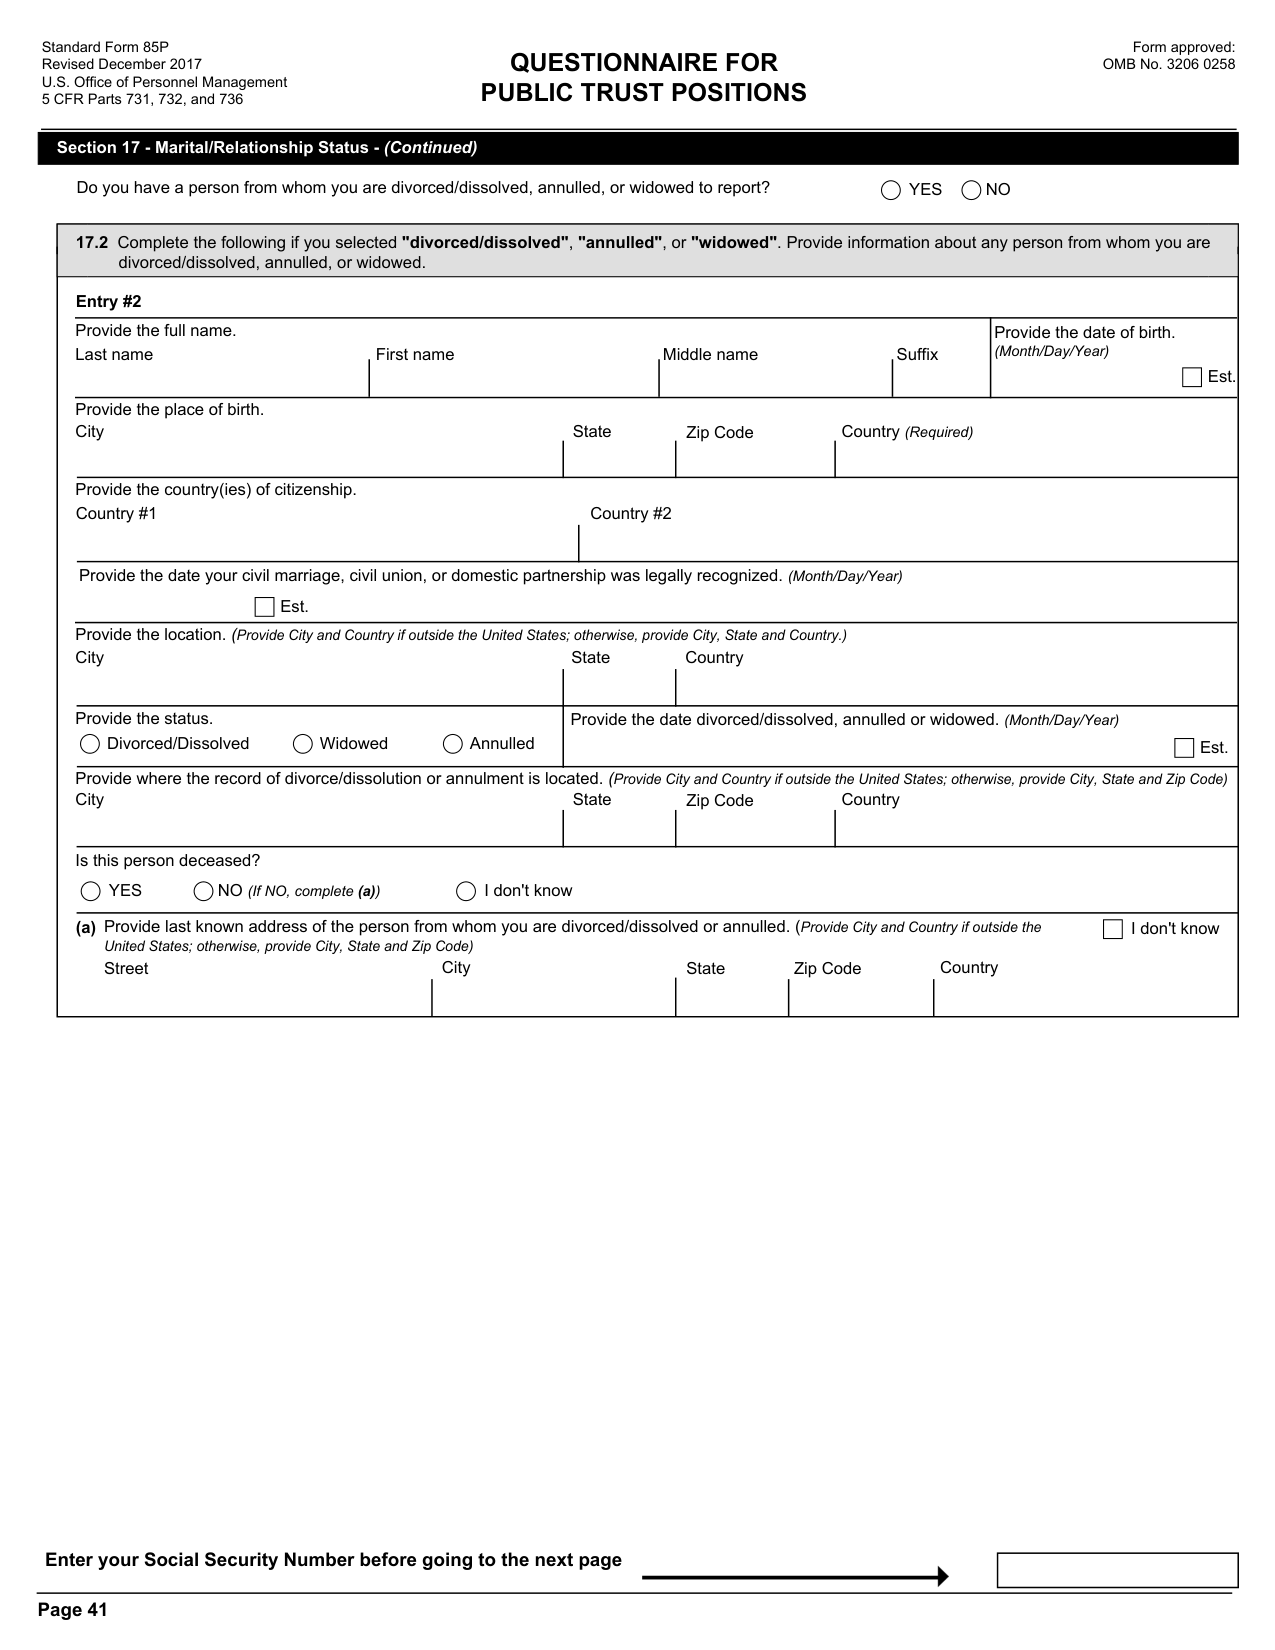 Standard Form 85P
Revised December 2017
U.S. Office of Personnel Management
5 CFR Parts 731, 732, and 736
QUESTIONNAIRE FOR
PUBLIC TRUST POSITIONS
Form approved:
OMB No. 3206 0258
Section 17 - Marital/Relationship Status - (Continued)
Do you have a person from whom you are divorced/dissolved, annulled, or widowed to report? YES NO
17.2 Complete the following if you selected "divorced/dissolved", "annulled", or "widowed". Provide information about any person from whom you are
divorced/dissolved, annulled, or widowed.
Entry #2
Provide the full name.
Last name First name Middle name Suffix
Provide the date of birth.
(Month/Day/Year)
Est.
Provide the place of birth.
City State Zip Code Country (Required)
Provide the country(ies) of citizenship.
Country #1 Country #2
Provide the date your civil marriage, civil union, or domestic partnership was legally recognized. (Month/Day/Year)
Est.
Provide the location. (Provide City and Country if outside the United States; otherwise, provide City, State and Country.)
City State Country
Provide the status.
Divorced/Dissolved Widowed Annulled
Provide the date divorced/dissolved, annulled or widowed. (Month/Day/Year)
Est.
Provide where the record of divorce/dissolution or annulment is located. (Provide City and Country if outside the United States; otherwise, provide City, State and Zip Code)
City State Zip Code Country
Is this person deceased?
YES NO (If NO, complete (a)) I don't know
(a) Provide last known address of the person from whom you are divorced/dissolved or annulled. (Provide City and Country if outside the
United States; otherwise, provide City, State and Zip Code)
I don't know
Street City State Zip Code Country
Enter your Social Security Number before going to the next page
Page 41